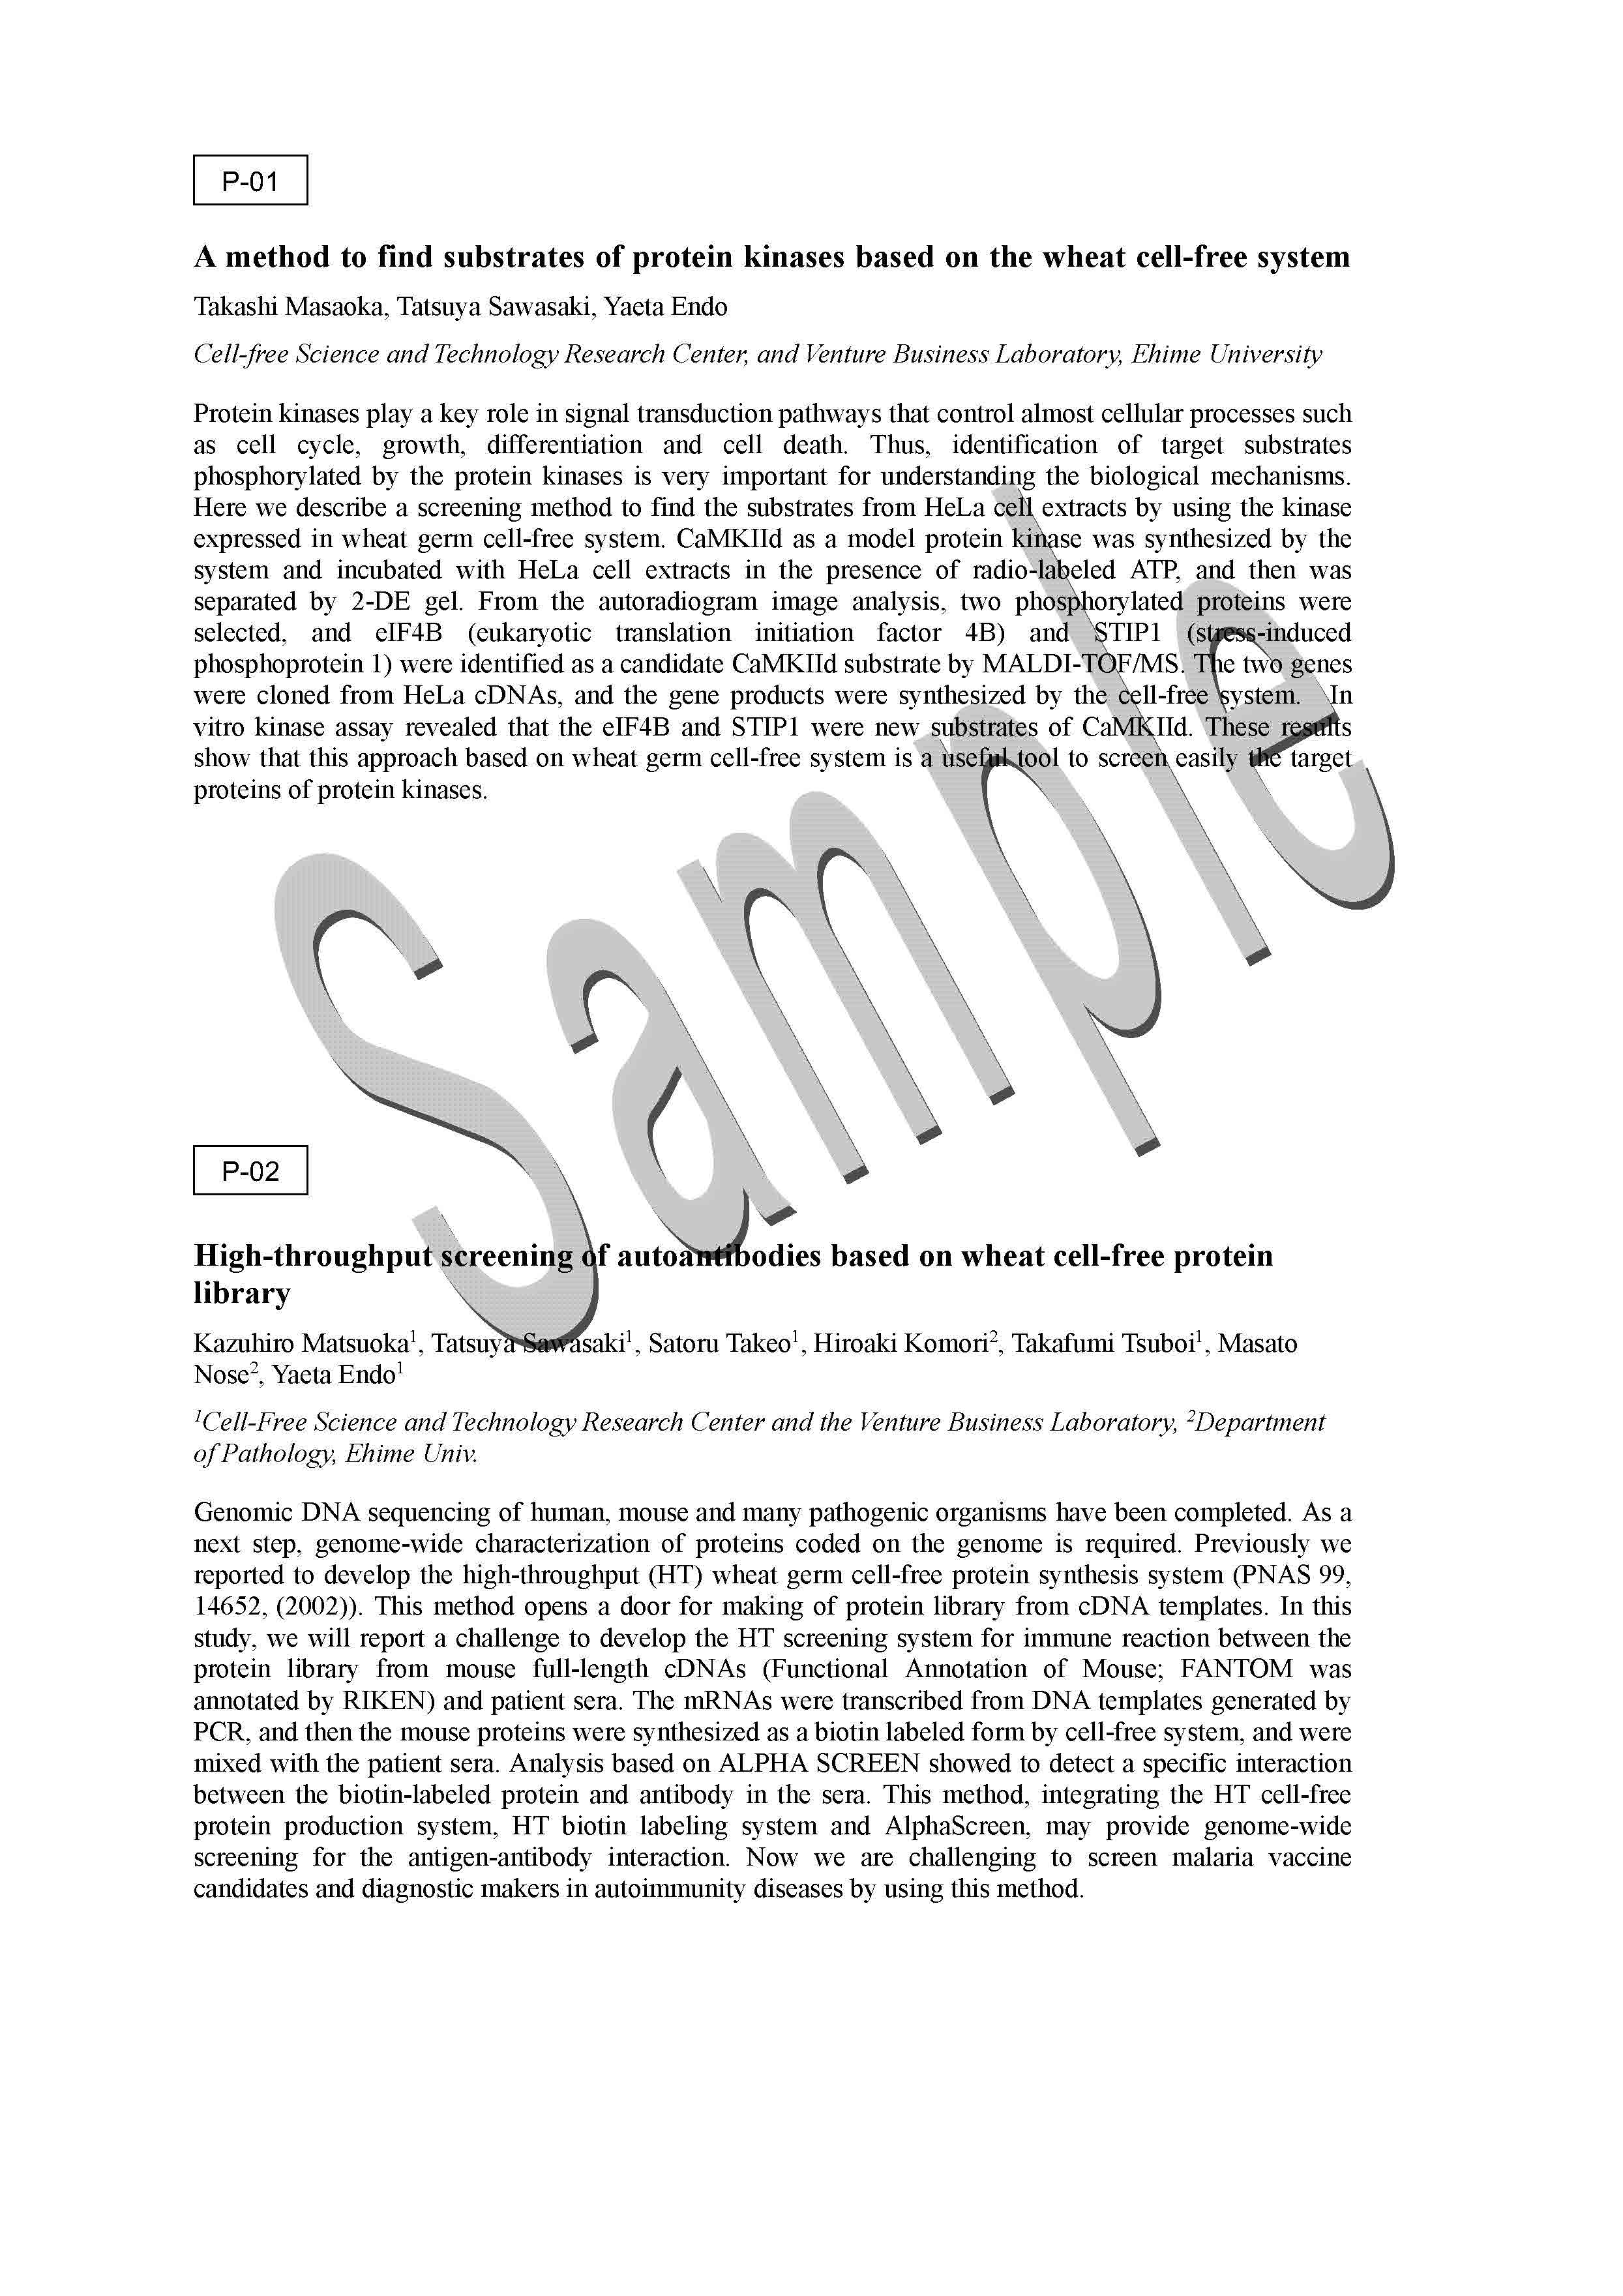 P-01
A method to find substrates of protein kinases based on the wheat cell-free system
Takashi Masaoka, Tatsuya Sawasaki, Yaeta Endo
Cell-free Science and Technology Research Center, and Venture Business Laboratory, Ehime University
Protein kinases play a key role in signal transduction pathways that control almost cellular processes such
as cell cycle, growth, differentiation and cell death. Thus, identification of target substrates
phosphorylated by the protein kinases is very important for understanding the biological mechanisms.
Here we describe a screening method to find the substrates from HeLa cell extracts by using the kinase
expressed in wheat germ cell-free system. CaMKIId as a model protein kinase was synthesized by the
system and incubated with HeLa cell extracts in the presence of radio-labeled ATP, and then was
separated by 2-DE gel. From the autoradiogram image analysis, two phosphorylated proteins were
selected, and eIF4B (eukaryotic translation initiation factor 4B) and STIP1 (stress-induced
phosphoprotein 1) were identified as a candidate CaMKIId substrate by MALDI-TOF/MS. The two genes
were cloned from HeLa cDNAs, and the gene products were synthesized by the cell-free system. In
vitro kinase assay revealed that the eIF4B and STIP1 were new substrates of CaMKIId. These results
show that this approach based on wheat germ cell-free system is a useful tool to screen easily the target
proteins of protein kinases.
Sample
P-02
High-throughput screening of autoantibodies based on wheat cell-free protein
library
Kazuhiro Matsuoka¹, Tatsuya Sawasaki¹, Satoru Takeo¹, Hiroaki Komori², Takafumi Tsuboi¹, Masato
Nose², Yaeta Endo¹
¹Cell-Free Science and Technology Research Center and the Venture Business Laboratory, ²Department
of Pathology, Ehime Univ.
Genomic DNA sequencing of human, mouse and many pathogenic organisms have been completed. As a
next step, genome-wide characterization of proteins coded on the genome is required. Previously we
reported to develop the high-throughput (HT) wheat germ cell-free protein synthesis system (PNAS 99,
14652, (2002)). This method opens a door for making of protein library from cDNA templates. In this
study, we will report a challenge to develop the HT screening system for immune reaction between the
protein library from mouse full-length cDNAs (Functional Annotation of Mouse; FANTOM was
annotated by RIKEN) and patient sera. The mRNAs were transcribed from DNA templates generated by
PCR, and then the mouse proteins were synthesized as a biotin labeled form by cell-free system, and were
mixed with the patient sera. Analysis based on ALPHA SCREEN showed to detect a specific interaction
between the biotin-labeled protein and antibody in the sera. This method, integrating the HT cell-free
protein production system, HT biotin labeling system and AlphaScreen, may provide genome-wide
screening for the antigen-antibody interaction. Now we are challenging to screen malaria vaccine
candidates and diagnostic makers in autoimmunity diseases by using this method.